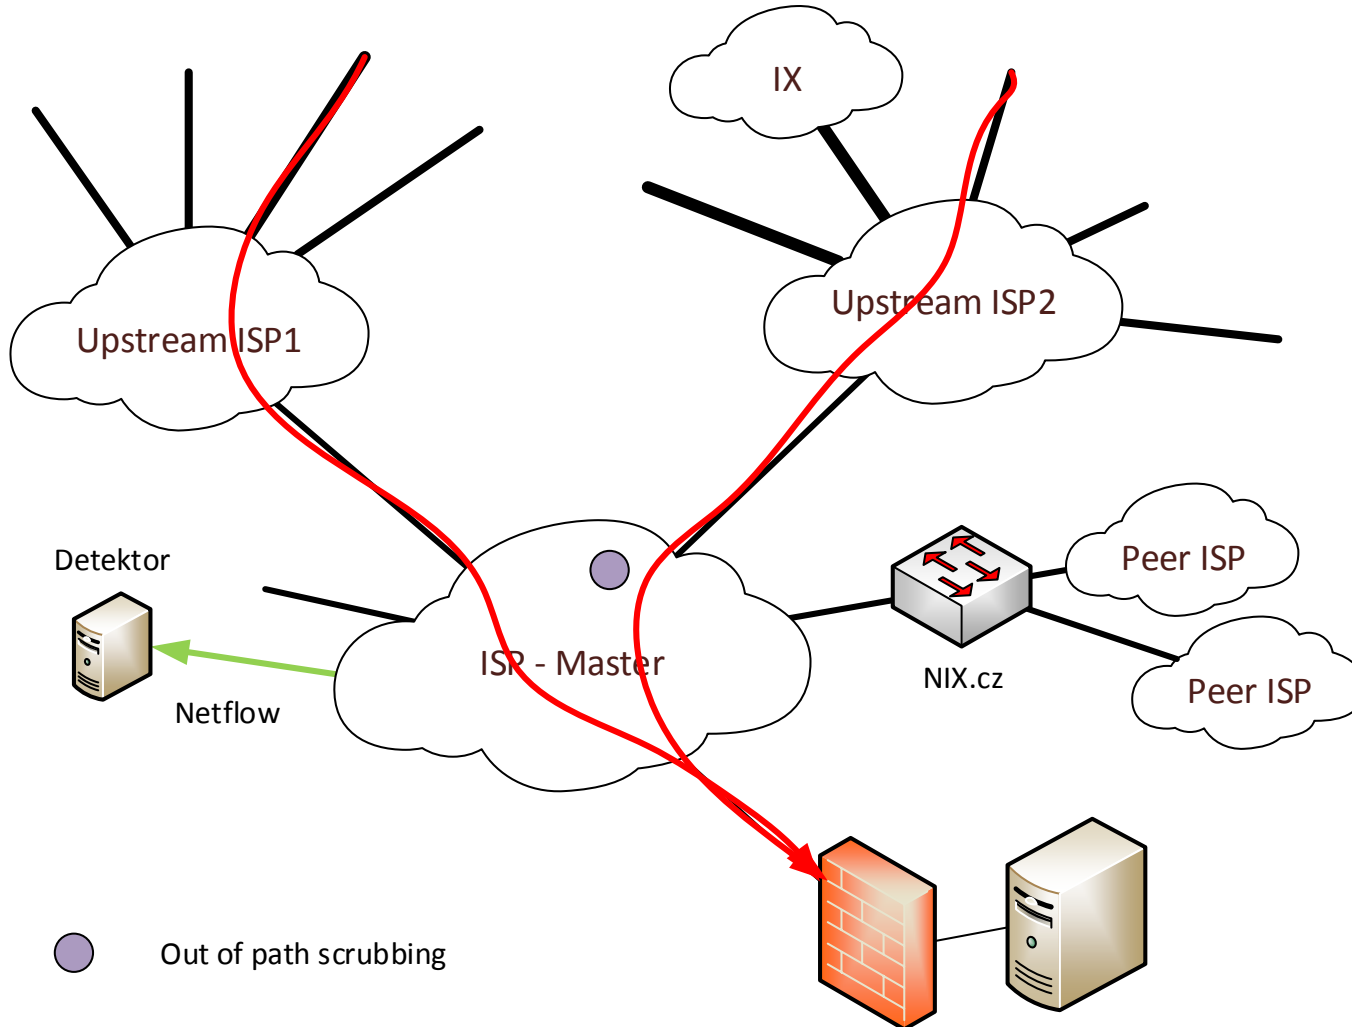 IX
Upstream ISP1
Upstream ISP2
Detektor
Peer ISP
ISP - Master
NIX.cz
Peer ISP
Netflow
Out of path scrubbing